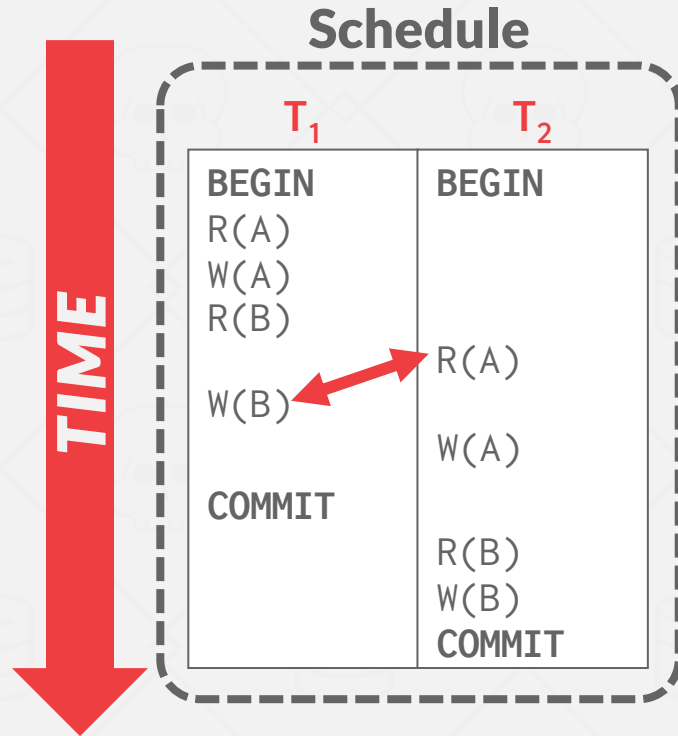 Schedule
TIME
T₁ T₂
BEGIN BEGIN
R(A)
W(A)
R(B)
R(A)
W(B)
W(A)
COMMIT
R(B)
W(B)
COMMIT